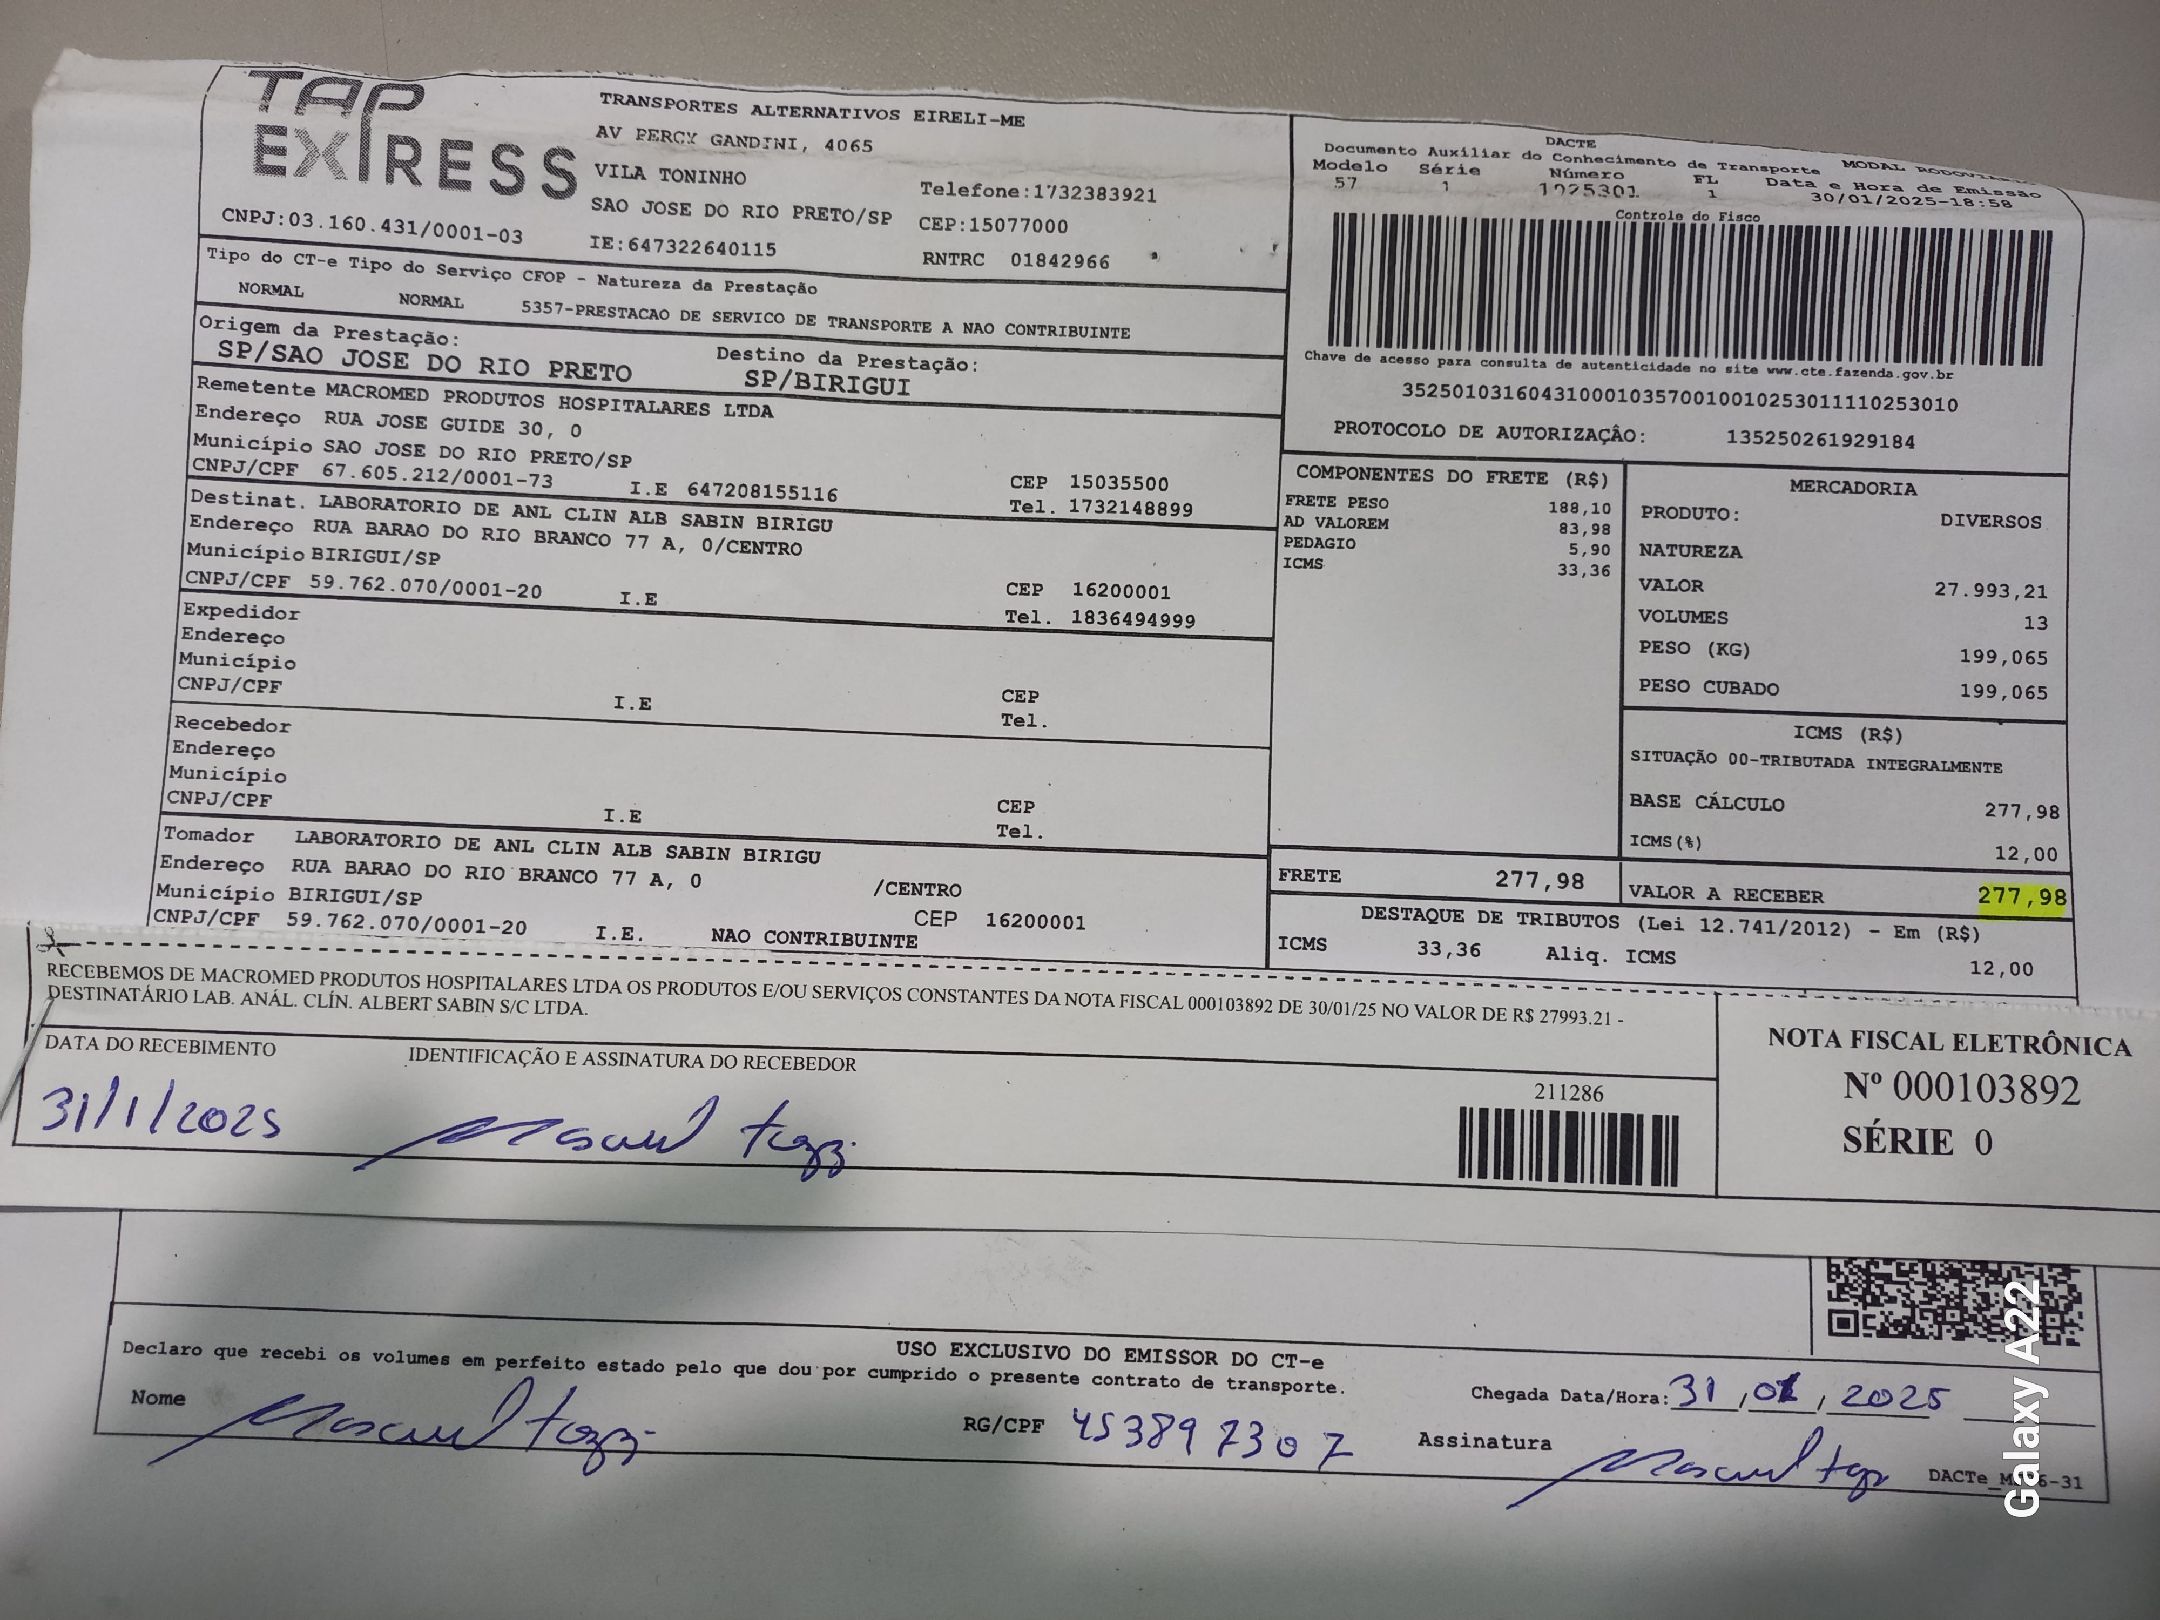 TAP EXPRESS
TRANSPORTES ALTERNATIVOS EIRELI-ME
AV PERCY GANDINI, 4065
VILA TONINHO
Telefone:1732383921
SAO JOSE DO RIO PRETO/SP CEP:15077000
CNPJ:03.160.431/0001-03 IE:647322640115 RNTRC 01842966
DACTE
Documento Auxiliar do Conhecimento de Transporte MODAL
Modelo Série Número FL Data e Hora de Emissão
57 1 1025301 1 30/01/2025-18:58
Controle do Fisco
Chave de acesso para consulta de autenticidade no site www.cte.fazenda.gov.br
35250103160431000103570010010253011110253010
PROTOCOLO DE AUTORIZAÇÂO: 135250261929184
Tipo do CT-e Tipo do Serviço CFOP - Natureza da Prestação
NORMAL NORMAL 5357-PRESTACAO DE SERVICO DE TRANSPORTE A NAO CONTRIBUINTE
Origem da Prestação: Destino da Prestação:
SP/SAO JOSE DO RIO PRETO SP/BIRIGUI
Remetente MACROMED PRODUTOS HOSPITALARES LTDA
Endereço RUA JOSE GUIDE 30, 0
Município SAO JOSE DO RIO PRETO/SP CEP 15035500
CNPJ/CPF 67.605.212/0001-73 I.E 647208155116 Tel. 1732148899
Destinat. LABORATORIO DE ANL CLIN ALB SABIN BIRIGU
Endereço RUA BARAO DO RIO BRANCO 77 A, 0/CENTRO
Município BIRIGUI/SP CEP 16200001
CNPJ/CPF 59.762.070/0001-20 I.E Tel. 1836494999
Expedidor
Endereço
Município CEP
CNPJ/CPF I.E Tel.
Recebedor
Endereço
Município CEP
CNPJ/CPF I.E Tel.
Tomador LABORATORIO DE ANL CLIN ALB SABIN BIRIGU
Endereço RUA BARAO DO RIO BRANCO 77 A, 0 /CENTRO
Município BIRIGUI/SP CEP 16200001
CNPJ/CPF 59.762.070/0001-20 I.E. NAO CONTRIBUINTE
COMPONENTES DO FRETE (R$)
FRETE PESO 188,10
AD VALOREM 83,98
PEDAGIO 5,90
ICMS 33,36
MERCADORIA
PRODUTO: DIVERSOS
NATUREZA
VALOR 27.993,21
VOLUMES 13
PESO (KG) 199,065
PESO CUBADO 199,065
ICMS (R$)
SITUAÇÃO 00-TRIBUTADA INTEGRALMENTE
BASE CÁLCULO 277,98
ICMS(%) 12,00
FRETE 277,98 VALOR A RECEBER 277,98
DESTAQUE DE TRIBUTOS (Lei 12.741/2012) - Em (R$)
ICMS 33,36 Aliq. ICMS 12,00
RECEBEMOS DE MACROMED PRODUTOS HOSPITALARES LTDA OS PRODUTOS E/OU SERVIÇOS CONSTANTES DA NOTA FISCAL 000103892 DE 30/01/25 NO VALOR DE R$ 27993.21 -
DESTINATÁRIO LAB. ANÁL. CLÍN. ALBERT SABIN S/C LTDA.
DATA DO RECEBIMENTO IDENTIFICAÇÃO E ASSINATURA DO RECEBEDOR
31/1/2025
211286
NOTA FISCAL ELETRÔNICA
Nº 000103892
SÉRIE 0
USO EXCLUSIVO DO EMISSOR DO CT-e
Declaro que recebi os volumes em perfeito estado pelo que dou por cumprido o presente contrato de transporte.
Chegada Data/Hora: 31,01,2025
Nome RG/CPF 453897307 Assinatura
Galaxy A22